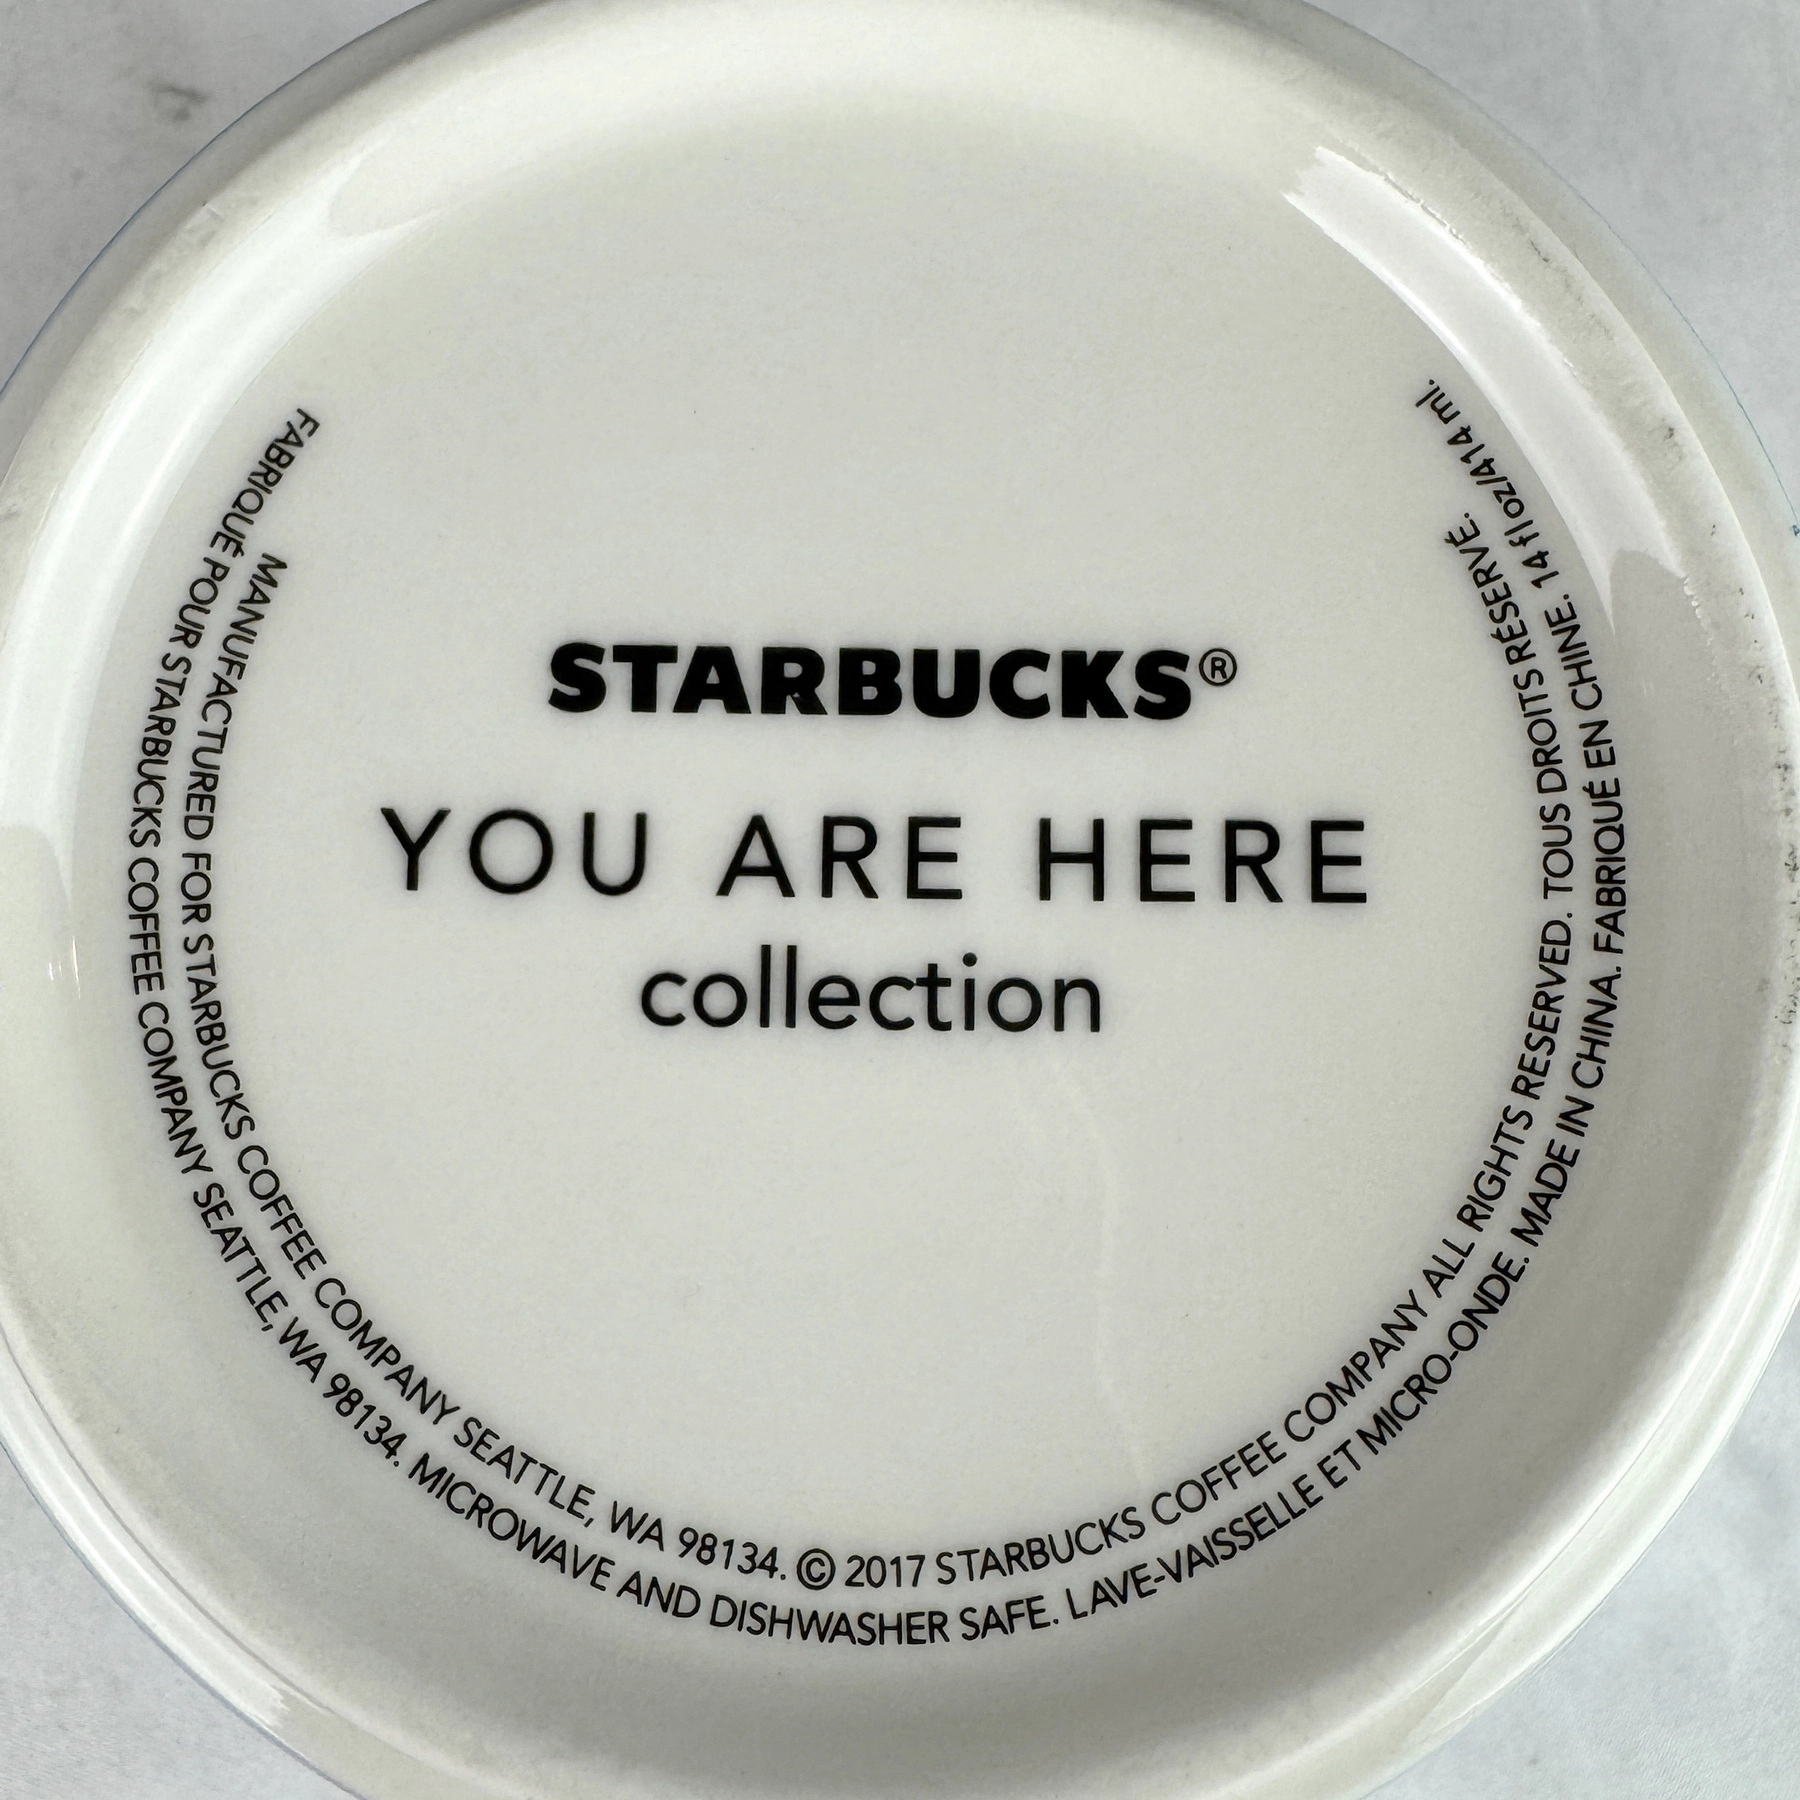 STARBUCKS®
YOU ARE HERE
collection
MANUFACTURED FOR STARBUCKS COFFEE COMPANY SEATTLE, WA 98134. © 2017 STARBUCKS COFFEE COMPANY ALL RIGHTS RESERVED. TOUS DROITS RÉSERVÉ.
FABRIQUÉ POUR STARBUCKS COFFEE COMPANY SEATTLE, WA 98134. MICROWAVE AND DISHWASHER SAFE. LAVE-VAISSELLE ET MICRO-ONDE. MADE IN CHINA. FABRIQUÉ EN CHINE. 14 fl oz/414 ml.